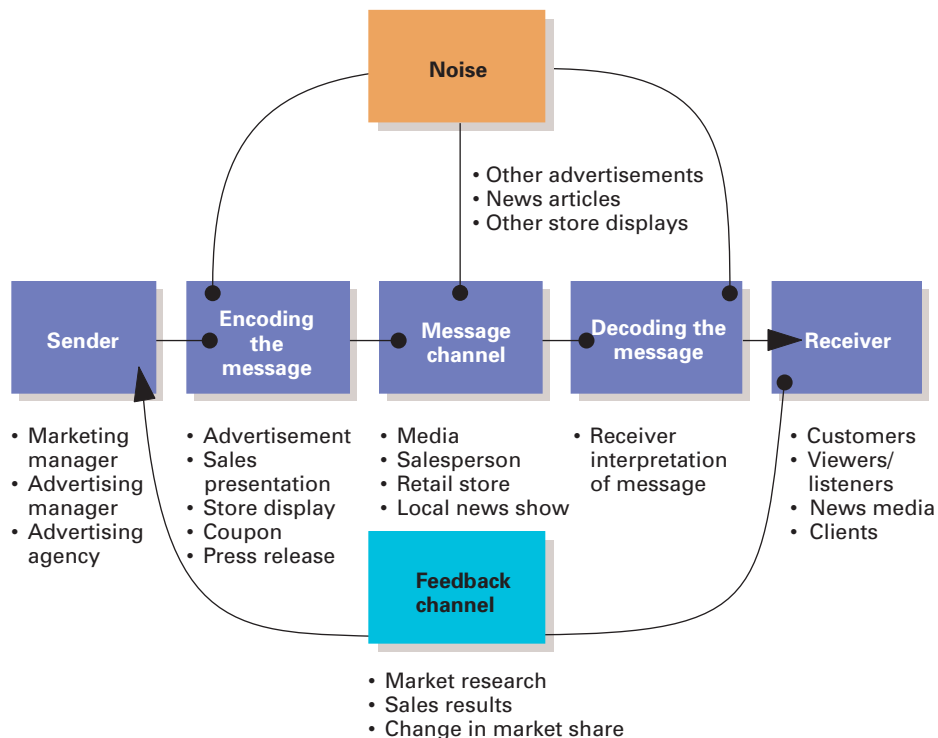 Noise
• Other advertisements
• News articles
• Other store displays
Sender
Encoding
the
message
Message
channel
Decoding the
message
Receiver
• Marketing
manager
• Advertising
manager
• Advertising
agency
• Advertisement
• Sales
presentation
• Store display
• Coupon
• Press release
• Media
• Salesperson
• Retail store
• Local news show
• Receiver
interpretation
of message
• Customers
• Viewers/
listeners
• News media
• Clients
Feedback
channel
• Market research
• Sales results
• Change in market share